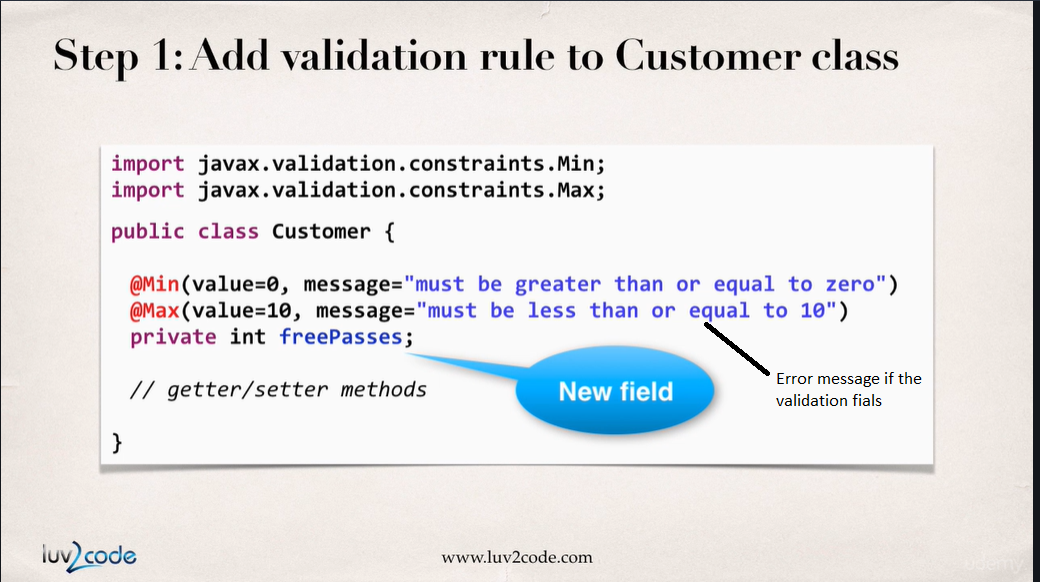 Step 1: Add validation rule to Customer class
import javax.validation.constraints.Min;
import javax.validation.constraints.Max;
public class Customer {
@Min(value=0, message="must be greater than or equal to zero")
@Max(value=10, message="must be less than or equal to 10")
private int freePasses;
// getter/setter methods
}
New field
Error message if the
validation fials
luv2code
www.luv2code.com
udemy